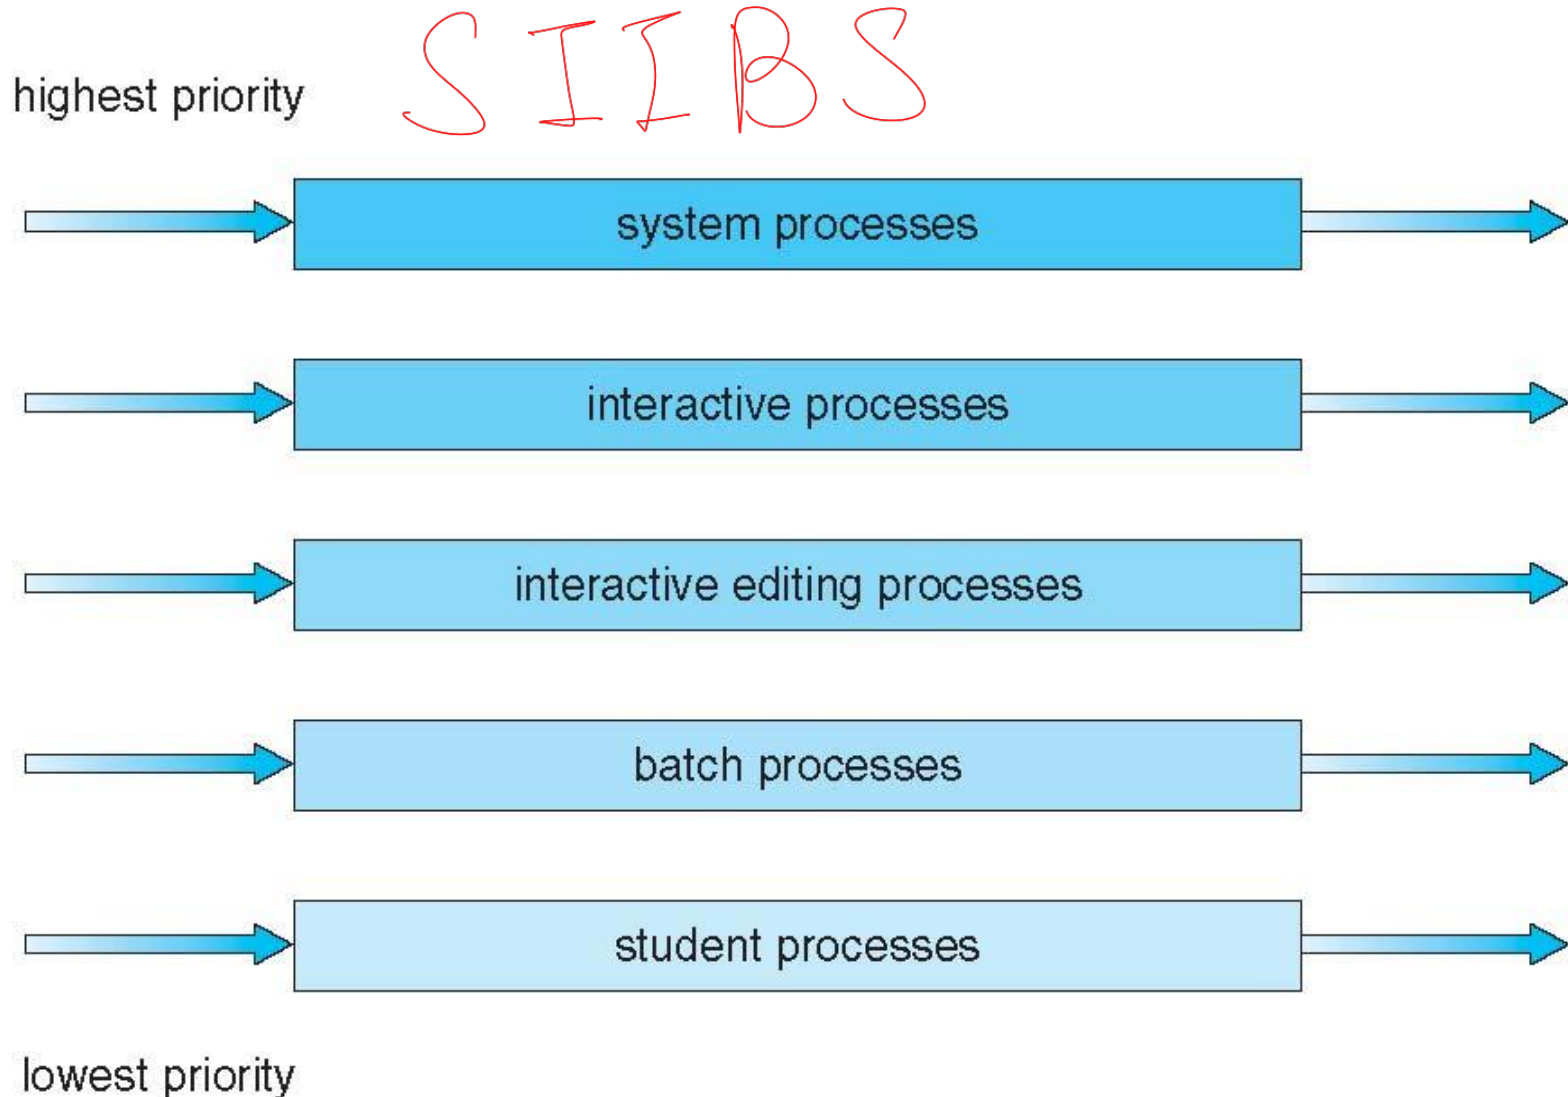 SIIBS
highest priority
system processes
interactive processes
interactive editing processes
batch processes
student processes
lowest priority